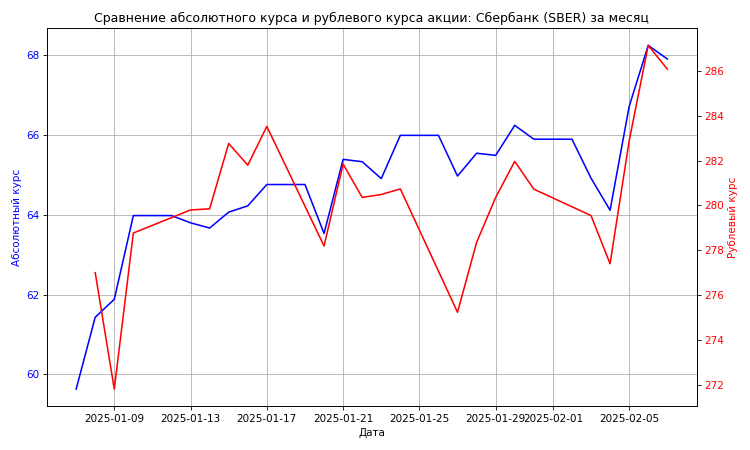 Сравнение абсолютного курса и рублевого курса акции: Сбербанк (SBER) за месяц
68
66
64
62
60
Абсолютный курс
286
284
282
280
278
276
274
272
Рублевый курс
2025-01-09 2025-01-13 2025-01-17 2025-01-21 2025-01-25 2025-01-29 2025-02-01 2025-02-05
Дата